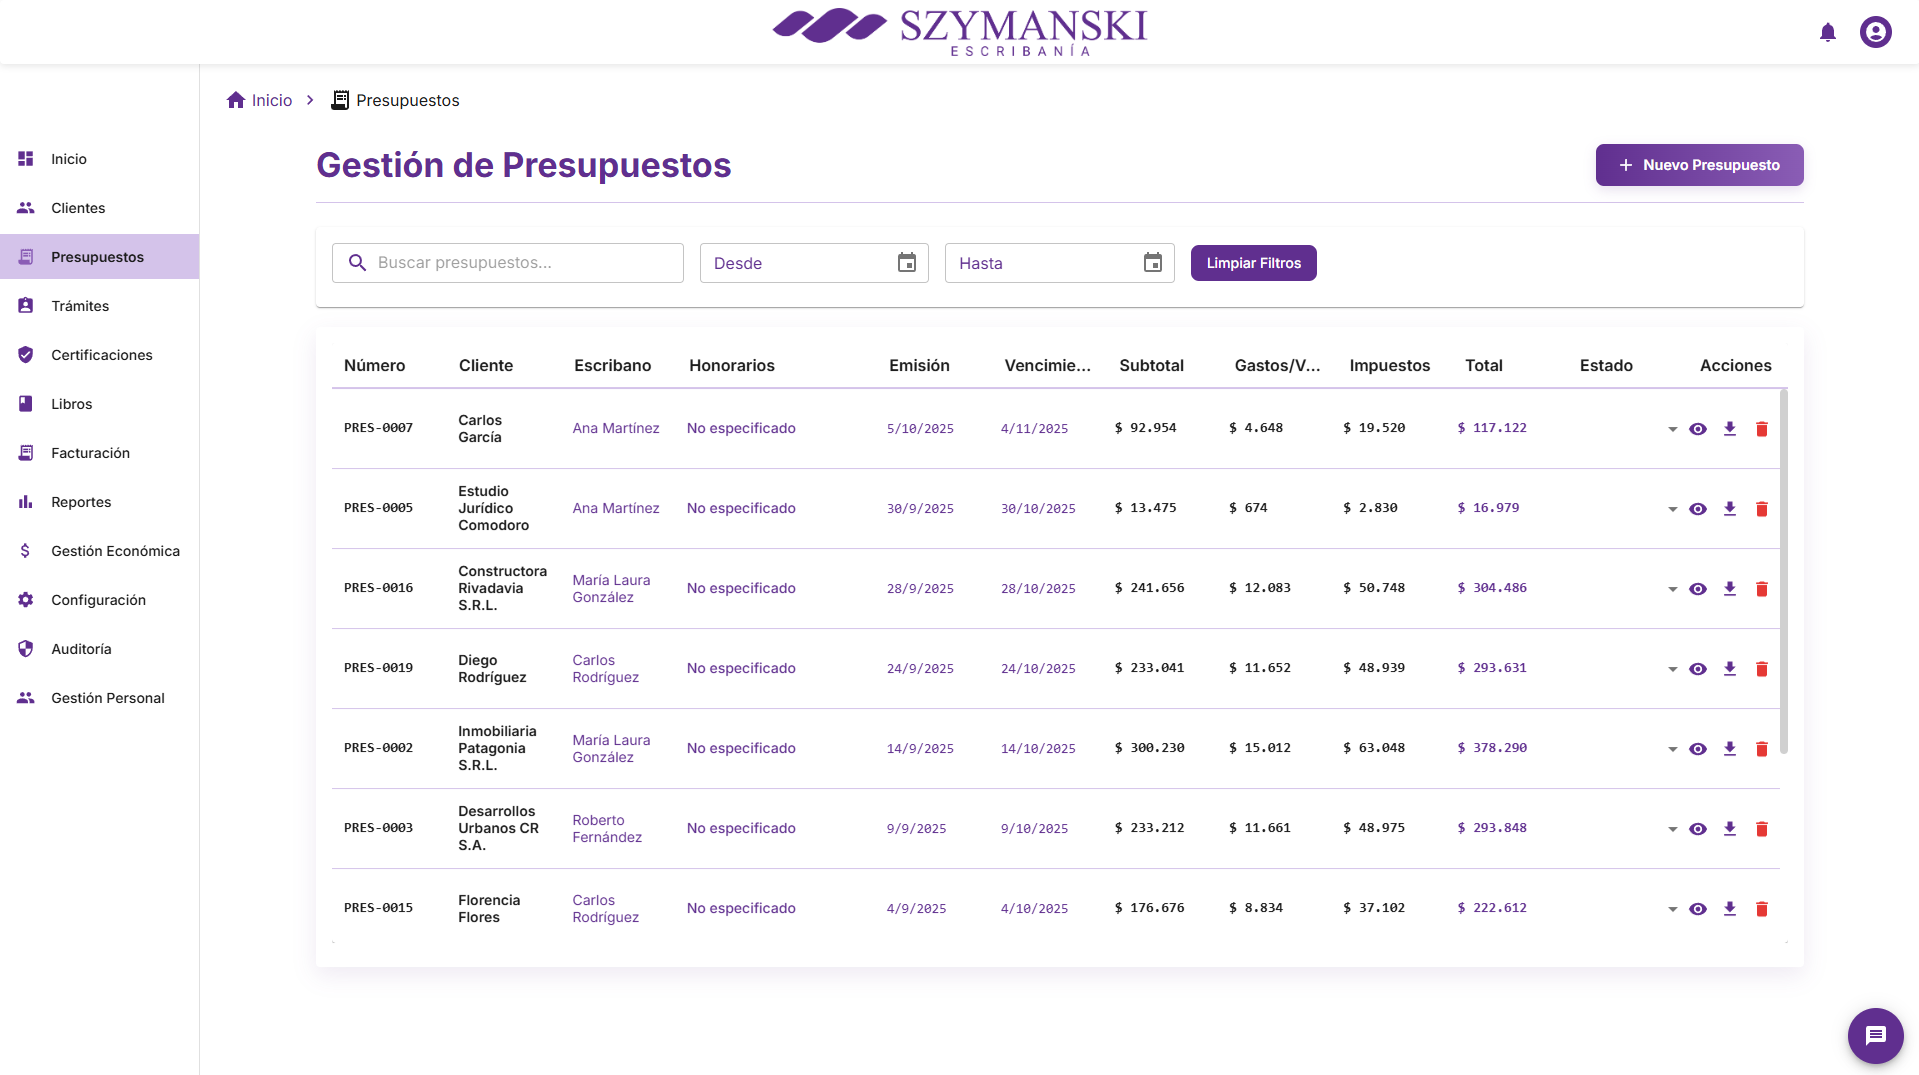 SZYMANSKI
ESCRIBANÍA
Inicio
Presupuestos
Inicio
Clientes
Presupuestos
Trámites
Certificaciones
Libros
Facturación
Reportes
Gestión Económica
Configuración
Auditoría
Gestión Personal
Gestión de Presupuestos
Nuevo Presupuesto
Buscar presupuestos...
Desde
Hasta
Limpiar Filtros
Número Cliente Escribano Honorarios Emisión Vencimie... Subtotal Gastos/V... Impuestos Total Estado Acciones
PRES-0007 Carlos García Ana Martínez No especificado 5/10/2025 4/11/2025 $ 92.954 $ 4.648 $ 19.520 $ 117.122
PRES-0005 Estudio Jurídico Comodoro Ana Martínez No especificado 30/9/2025 30/10/2025 $ 13.475 $ 674 $ 2.830 $ 16.979
PRES-0016 Constructora Rivadavia S.R.L. María Laura González No especificado 28/9/2025 28/10/2025 $ 241.656 $ 12.083 $ 50.748 $ 304.486
PRES-0019 Diego Rodríguez Carlos Rodríguez No especificado 24/9/2025 24/10/2025 $ 233.041 $ 11.652 $ 48.939 $ 293.631
PRES-0002 Inmobiliaria Patagonia S.R.L. María Laura González No especificado 14/9/2025 14/10/2025 $ 300.230 $ 15.012 $ 63.048 $ 378.290
PRES-0003 Desarrollos Urbanos CR S.A. Roberto Fernández No especificado 9/9/2025 9/10/2025 $ 233.212 $ 11.661 $ 48.975 $ 293.848
PRES-0015 Florencia Flores Carlos Rodríguez No especificado 4/9/2025 4/10/2025 $ 176.676 $ 8.834 $ 37.102 $ 222.612